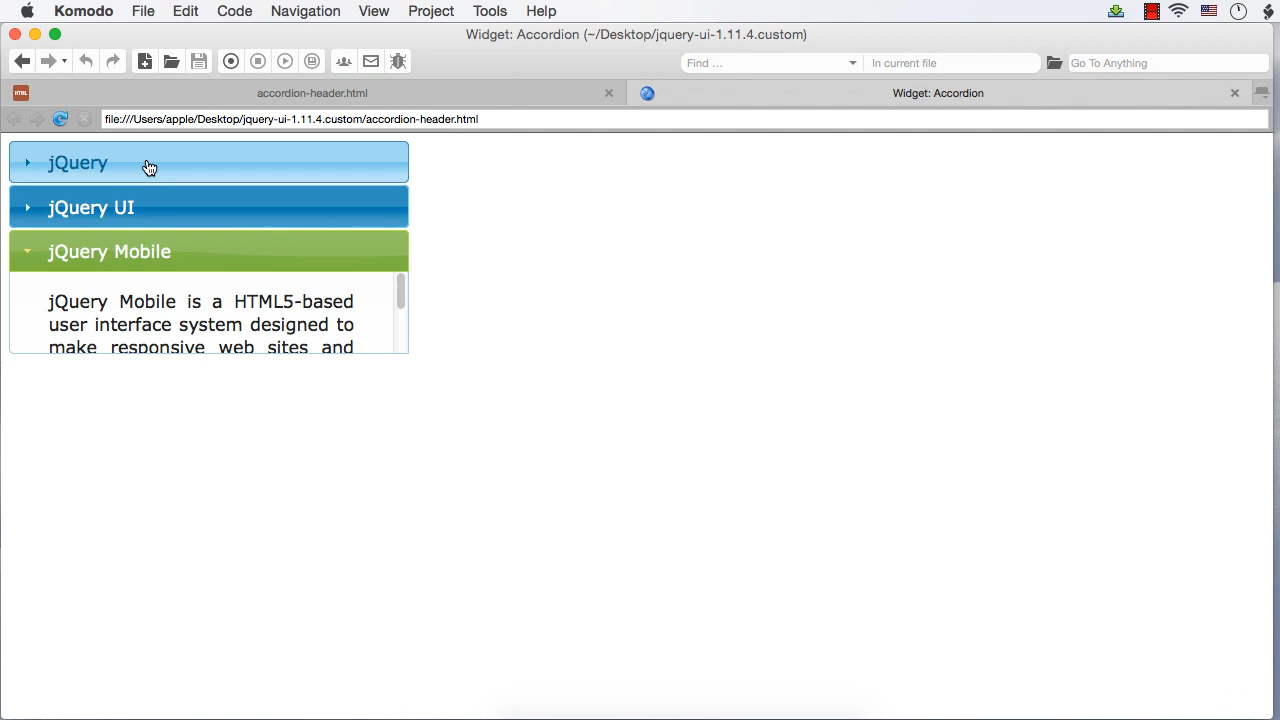 Komodo File Edit Code Navigation View Project Tools Help
Widget: Accordion (~/Desktop/jquery-ui-1.11.4.custom)
Find ... In current file Go To Anything
HTML accordion-header.html Widget: Accordion
file:///Users/apple/Desktop/jquery-ui-1.11.4.custom/accordion-header.html
jQuery
jQuery UI
jQuery Mobile
jQuery Mobile is a HTML5-based
user interface system designed to
make responsive web sites and